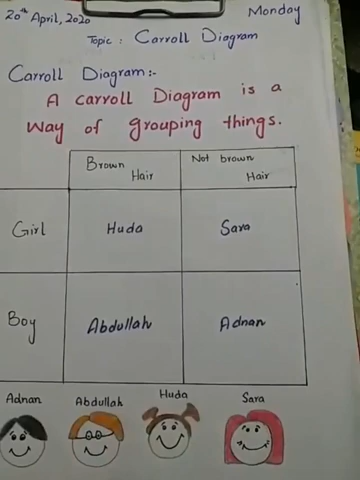 20th April, 2020 Monday
Topic : Carroll Diagram
Carroll Diagram:-
A carroll Diagram is a
way of grouping things.
Brown Hair Not brown Hair
Girl Huda Sara
Boy Abdullah Adnan
Adnan Abdullah Huda Sara